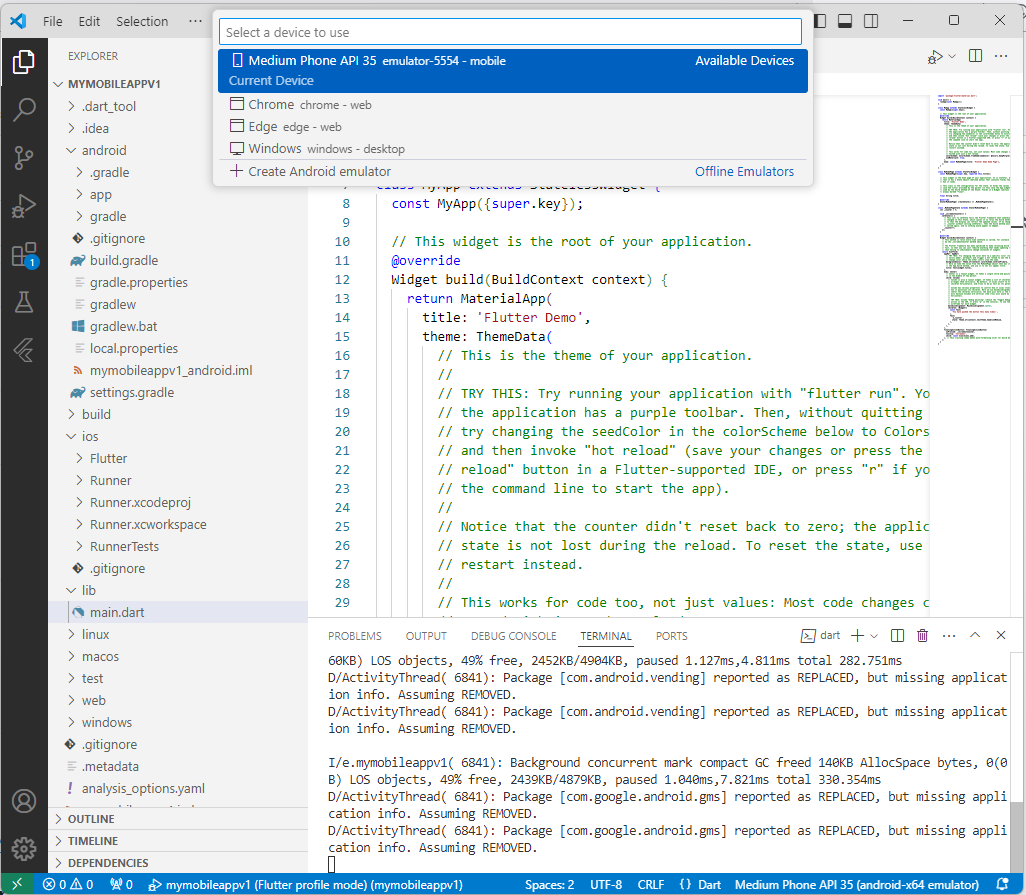 File Edit Selection ···
Select a device to use
Medium Phone API 35 emulator-5554 - mobile Available Devices
Current Device
Chrome chrome - web
Edge edge - web
Windows windows - desktop
Create Android emulator Offline Emulators
EXPLORER
MYMOBILEAPPV1
.dart_tool
.idea
android
.gradle
app
gradle
.gitignore
build.gradle
gradle.properties
gradlew
gradlew.bat
local.properties
mymobileappv1_android.iml
settings.gradle
build
ios
Flutter
Runner
Runner.xcodeproj
Runner.xcworkspace
RunnerTests
.gitignore
lib
main.dart
linux
macos
test
web
windows
.gitignore
.metadata
analysis_options.yaml
OUTLINE
TIMELINE
DEPENDENCIES
1
7 class MyApp extends StatelessWidget {
8 const MyApp({super.key});
9
10 // This widget is the root of your application.
11 @override
12 Widget build(BuildContext context) {
13 return MaterialApp(
14 title: 'Flutter Demo',
15 theme: ThemeData(
16 // This is the theme of your application.
17 //
18 // TRY THIS: Try running your application with "flutter run". Yo
19 // the application has a purple toolbar. Then, without quitting
20 // try changing the seedColor in the colorScheme below to Colors
21 // and then invoke "hot reload" (save your changes or press the
22 // reload" button in a Flutter-supported IDE, or press "r" if yo
23 // the command line to start the app).
24 //
25 // Notice that the counter didn't reset back to zero; the applic
26 // state is not lost during the reload. To reset the state, use
27 // restart instead.
28 //
29 // This works for code too, not just values: Most code changes c
PROBLEMS OUTPUT DEBUG CONSOLE TERMINAL PORTS dart
60KB) LOS objects, 49% free, 2452KB/4904KB, paused 1.127ms,4.811ms total 282.751ms
D/ActivityThread( 6841): Package [com.android.vending] reported as REPLACED, but missing applicat
ion info. Assuming REMOVED.
D/ActivityThread( 6841): Package [com.android.vending] reported as REPLACED, but missing applicat
ion info. Assuming REMOVED.
I/e.mymobileappv1( 6841): Background concurrent mark compact GC freed 140KB AllocSpace bytes, 0(0
B) LOS objects, 49% free, 2439KB/4879KB, paused 1.040ms,7.821ms total 330.354ms
D/ActivityThread( 6841): Package [com.google.android.gms] reported as REPLACED, but missing appli
cation info. Assuming REMOVED.
D/ActivityThread( 6841): Package [com.google.android.gms] reported as REPLACED, but missing appli
cation info. Assuming REMOVED.
0 0 0 mymobileappv1 (Flutter profile mode) (mymobileappv1) Spaces: 2 UTF-8 CRLF {} Dart Medium Phone API 35 (android-x64 emulator)